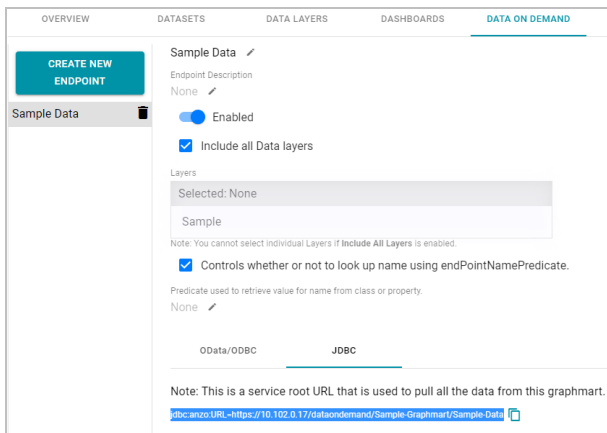 OVERVIEW DATASETS DATA LAYERS DASHBOARDS DATA ON DEMAND
CREATE NEW
ENDPOINT
Sample Data
Sample Data
Endpoint Description
None
Enabled
Include all Data layers
Layers
Selected: None
Sample
Note: You cannot select individual Layers if Include All Layers is enabled.
Controls whether or not to look up name using endPointNamePredicate.
Predicate used to retrieve value for name from class or property.
None
OData/ODBC JDBC
Note: This is a service root URL that is used to pull all the data from this graphmart.
jdbc:anzo:URL=https://10.102.0.17/dataondemand/Sample-Graphmart/Sample-Data